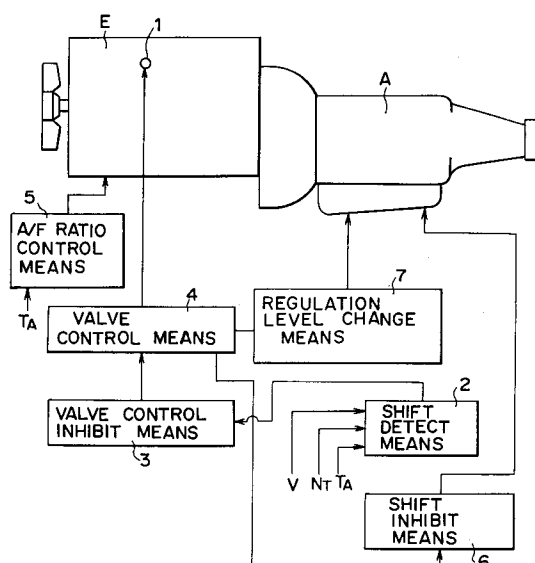 E
1
A
5
A/F RATIO
CONTROL
MEANS
TA
4
VALVE
CONTROL MEANS
7
REGULATION
LEVEL CHANGE
MEANS
VALVE CONTROL
INHIBIT MEANS
3
2
SHIFT
DETECT
MEANS
V NT TA
SHIFT
INHIBIT
MEANS
6